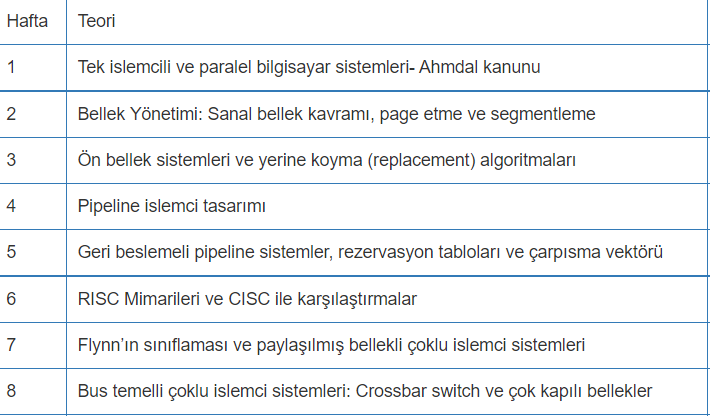 Hafta Teori
1 Tek islemcili ve paralel bilgisayar sistemleri- Ahmdal kanunu
2 Bellek Yönetimi: Sanal bellek kavramı, page etme ve segmentleme
3 Ön bellek sistemleri ve yerine koyma (replacement) algoritmaları
4 Pipeline islemci tasarımı
5 Geri beslemeli pipeline sistemler, rezervasyon tabloları ve çarpısma vektörü
6 RISC Mimarileri ve CISC ile karşılaştırmalar
7 Flynn’ın sınıflaması ve paylaşılmış bellekli çoklu islemci sistemleri
8 Bus temelli çoklu islemci sistemleri: Crossbar switch ve çok kapılı bellekler